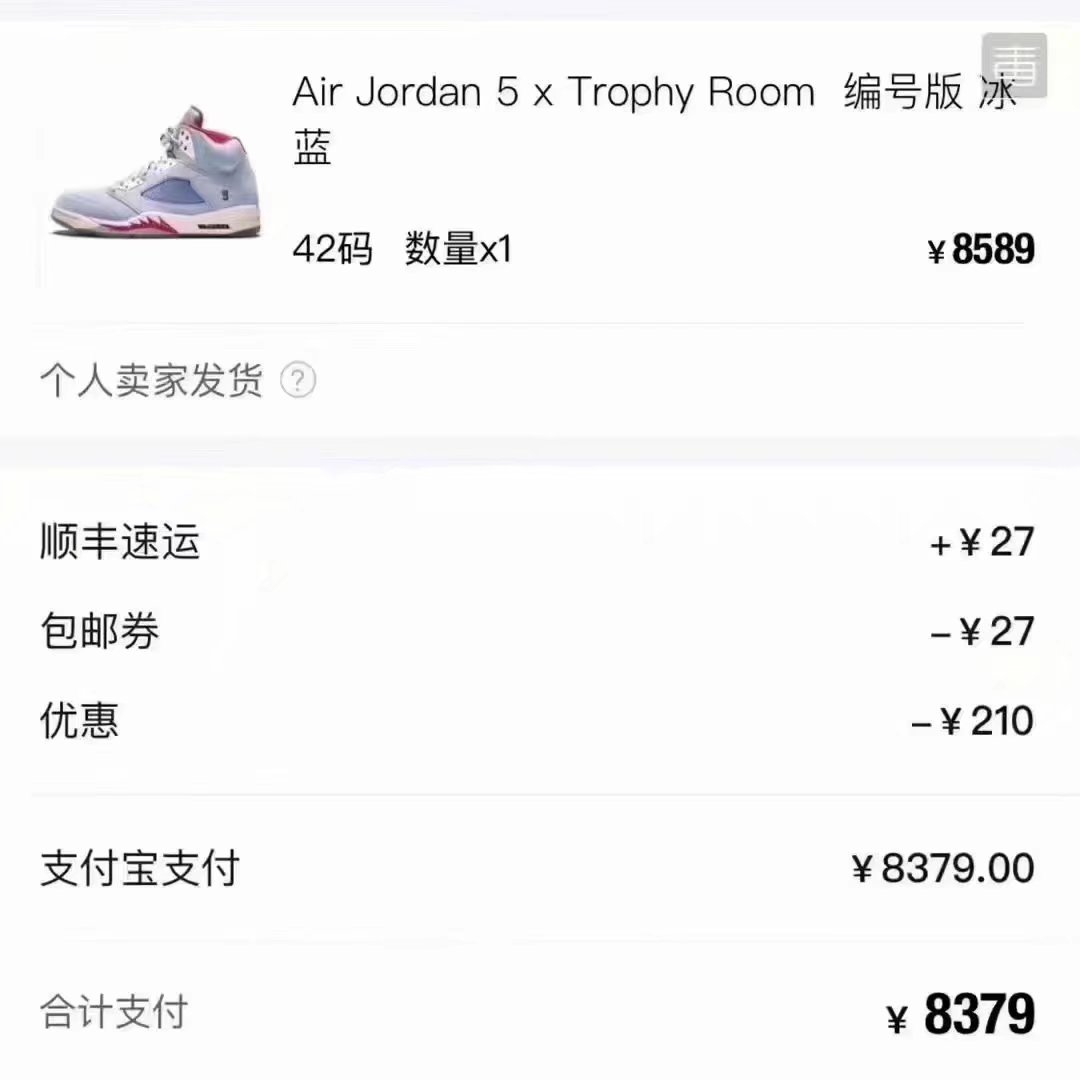 Air Jordan 5 x Trophy Room 编号版 冰
蓝
42码 数量x1 ¥8589
个人卖家发货 ?
顺丰速运 +¥27
包邮券 -¥27
优惠 -¥210
支付宝支付 ¥8379.00
合计支付 ¥8379